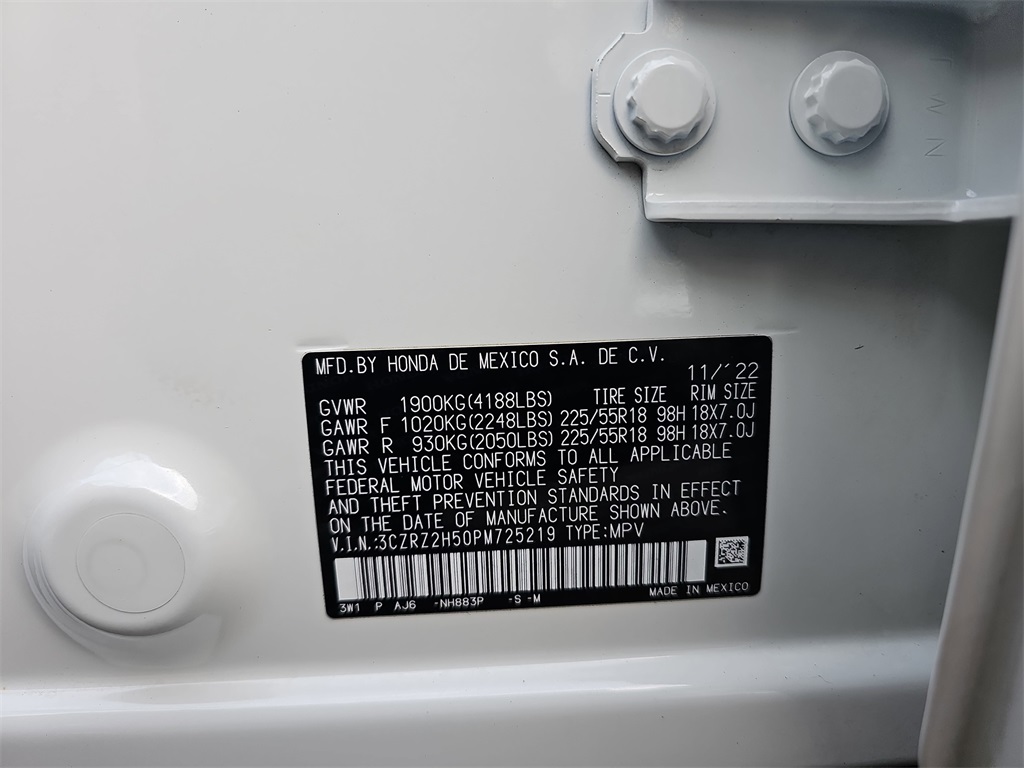 MFD.BY HONDA DE MEXICO S.A. DE C.V.
11/'22
GVWR 1900KG(4188LBS) TIRE SIZE RIM SIZE
GAWR F 1020KG(2248LBS) 225/55R18 98H 18X7.0J
GAWR R 930KG(2050LBS) 225/55R18 98H 18X7.0J
THIS VEHICLE CONFORMS TO ALL APPLICABLE
FEDERAL MOTOR VEHICLE SAFETY
AND THEFT PREVENTION STANDARDS IN EFFECT
ON THE DATE OF MANUFACTURE SHOWN ABOVE.
V.I.N.:3CZRZ2H50PM725219 TYPE:MPV
3W1 P AJ6 -NH883P -S -M MADE IN MEXICO